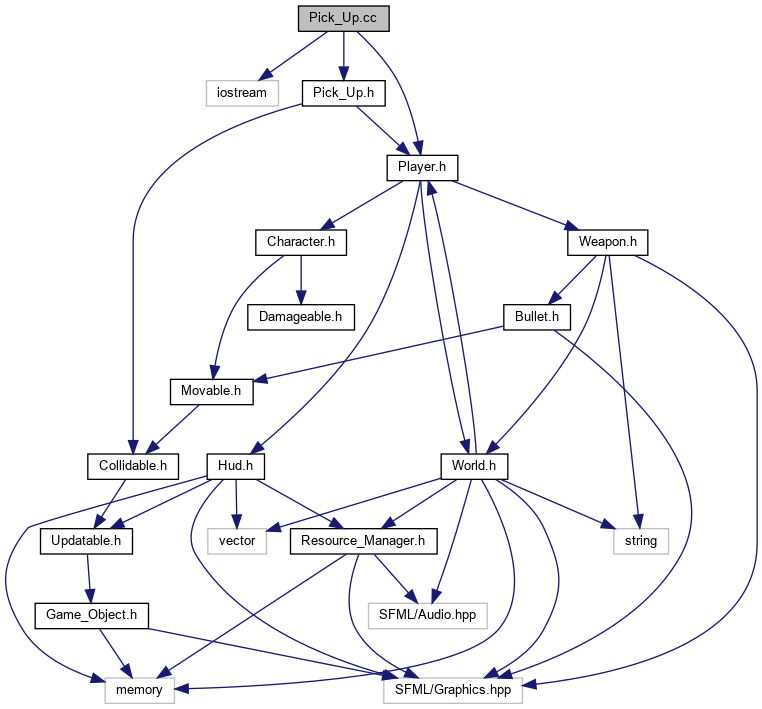 Pick_Up.cc
iostream
Pick_Up.h
Player.h
Character.h
Weapon.h
Damageable.h
Bullet.h
Movable.h
Collidable.h
Hud.h
World.h
Updatable.h
vector
Resource_Manager.h
string
Game_Object.h
SFML/Audio.hpp
memory
SFML/Graphics.hpp